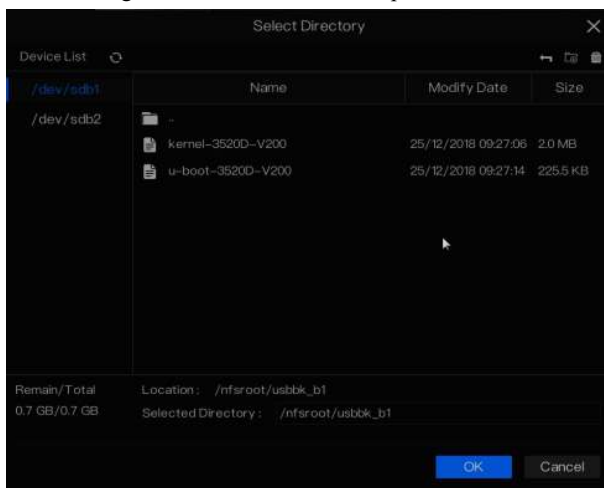 Select Directory
Device List
Name Modify Date Size
/dev/sdb1
/dev/sdb2
..
kernel-3520D-V200 25/12/2018 09:27:06 2.0 MB
u-boot-3520D-V200 25/12/2018 09:27:14 225.5 KB
Remain/Total
0.7 GB/0.7 GB
Location : /nfsroot/usbbk_b1
Selected Directory : /nfsroot/usbbk_b1
OK Cancel